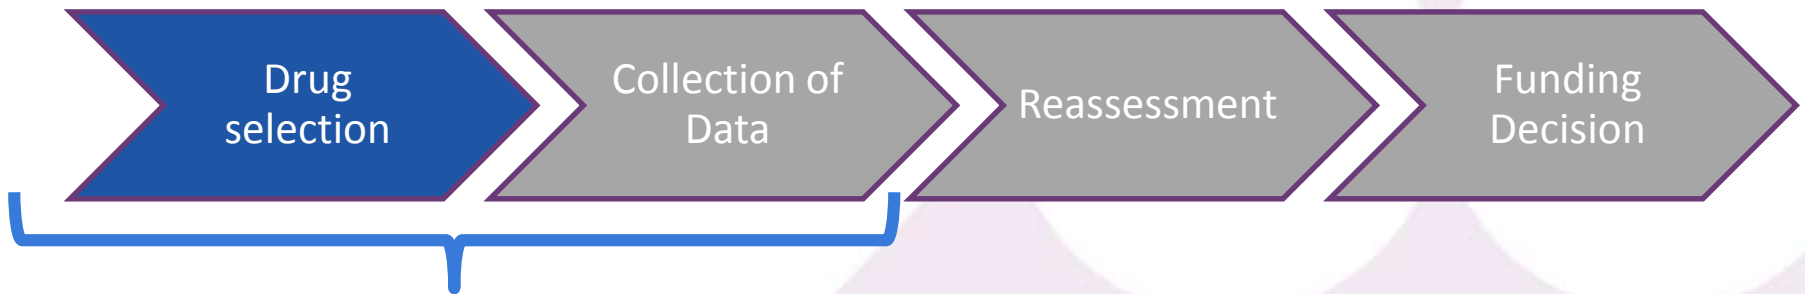 Drug
selection
Collection of
Data
Reassessment
Funding
Decision